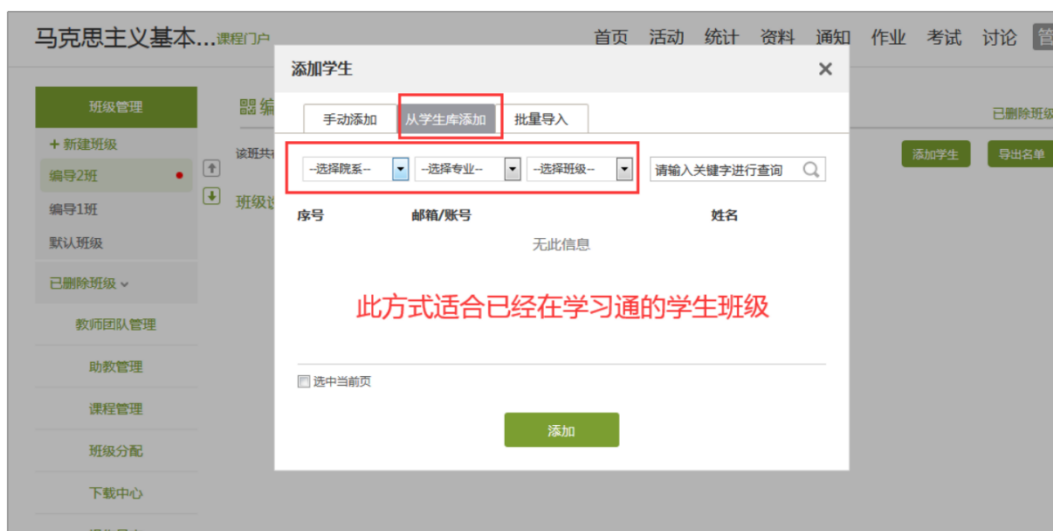 马克思主义基本...课程门户
首页 活动 统计 资料 通知 作业 考试 讨论 管
添加学生
班级管理
编
已删除班级
手动添加 从学生库添加 批量导入
+ 新建班级
该班共
添加学生 导出名单
编导2班
--选择院系-- --选择专业-- --选择班级-- 请输入关键字进行查询
班级设
编导1班
序号 邮箱/账号 姓名
默认班级
无此信息
已删除班级
此方式适合已经在学习通的学生班级
教师团队管理
助教管理
选中当前页
课程管理
添加
班级分配
下载中心